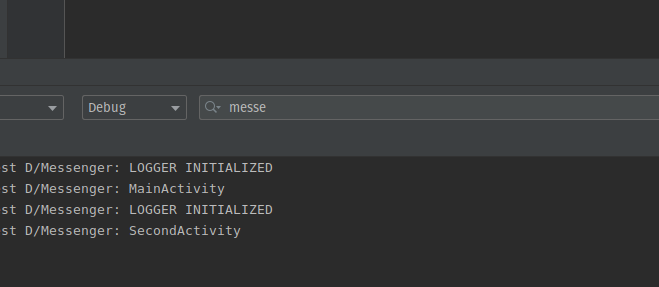 Debug messe
st D/Messenger: LOGGER INITIALIZED
st D/Messenger: MainActivity
st D/Messenger: LOGGER INITIALIZED
st D/Messenger: SecondActivity